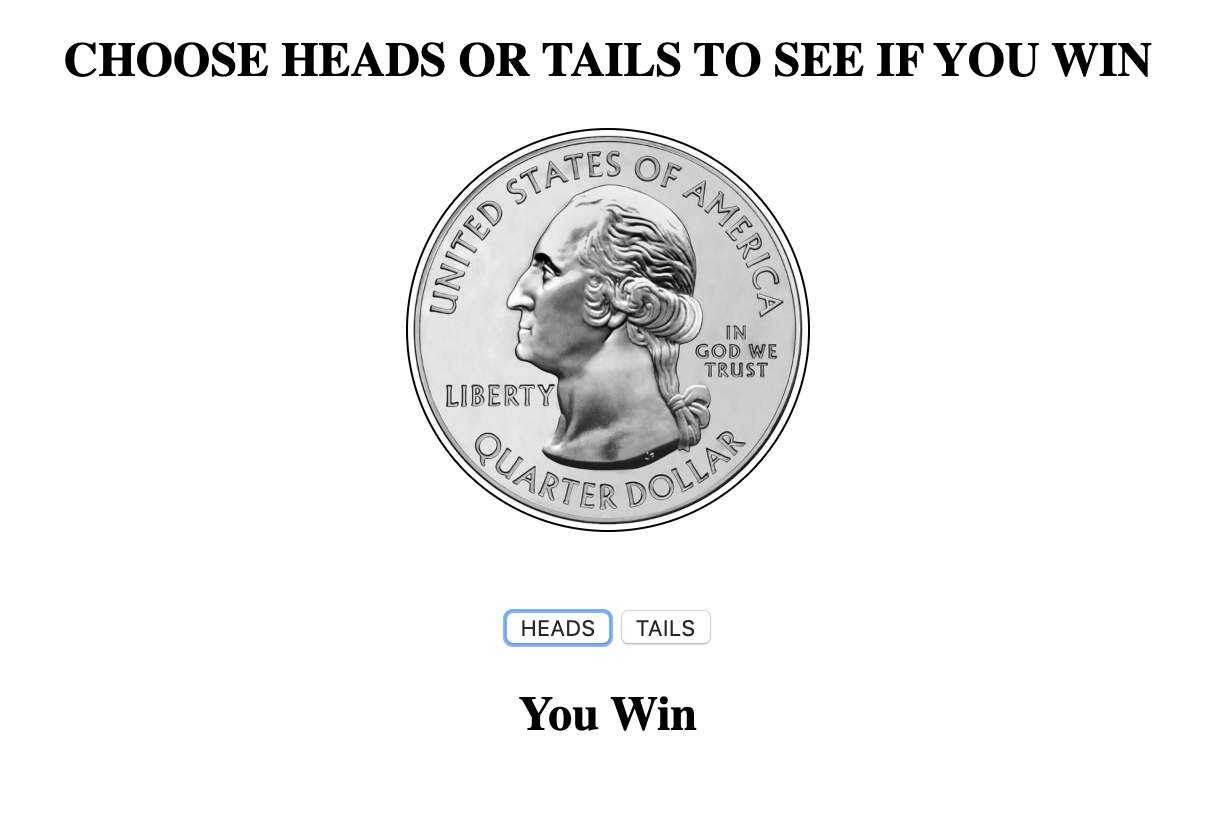 CHOOSE HEADS OR TAILS TO SEE IF YOU WIN
UNITED STATES OF AMERICA
IN
GOD WE
TRUST
LIBERTY
QUARTER DOLLAR
HEADS TAILS
You Win